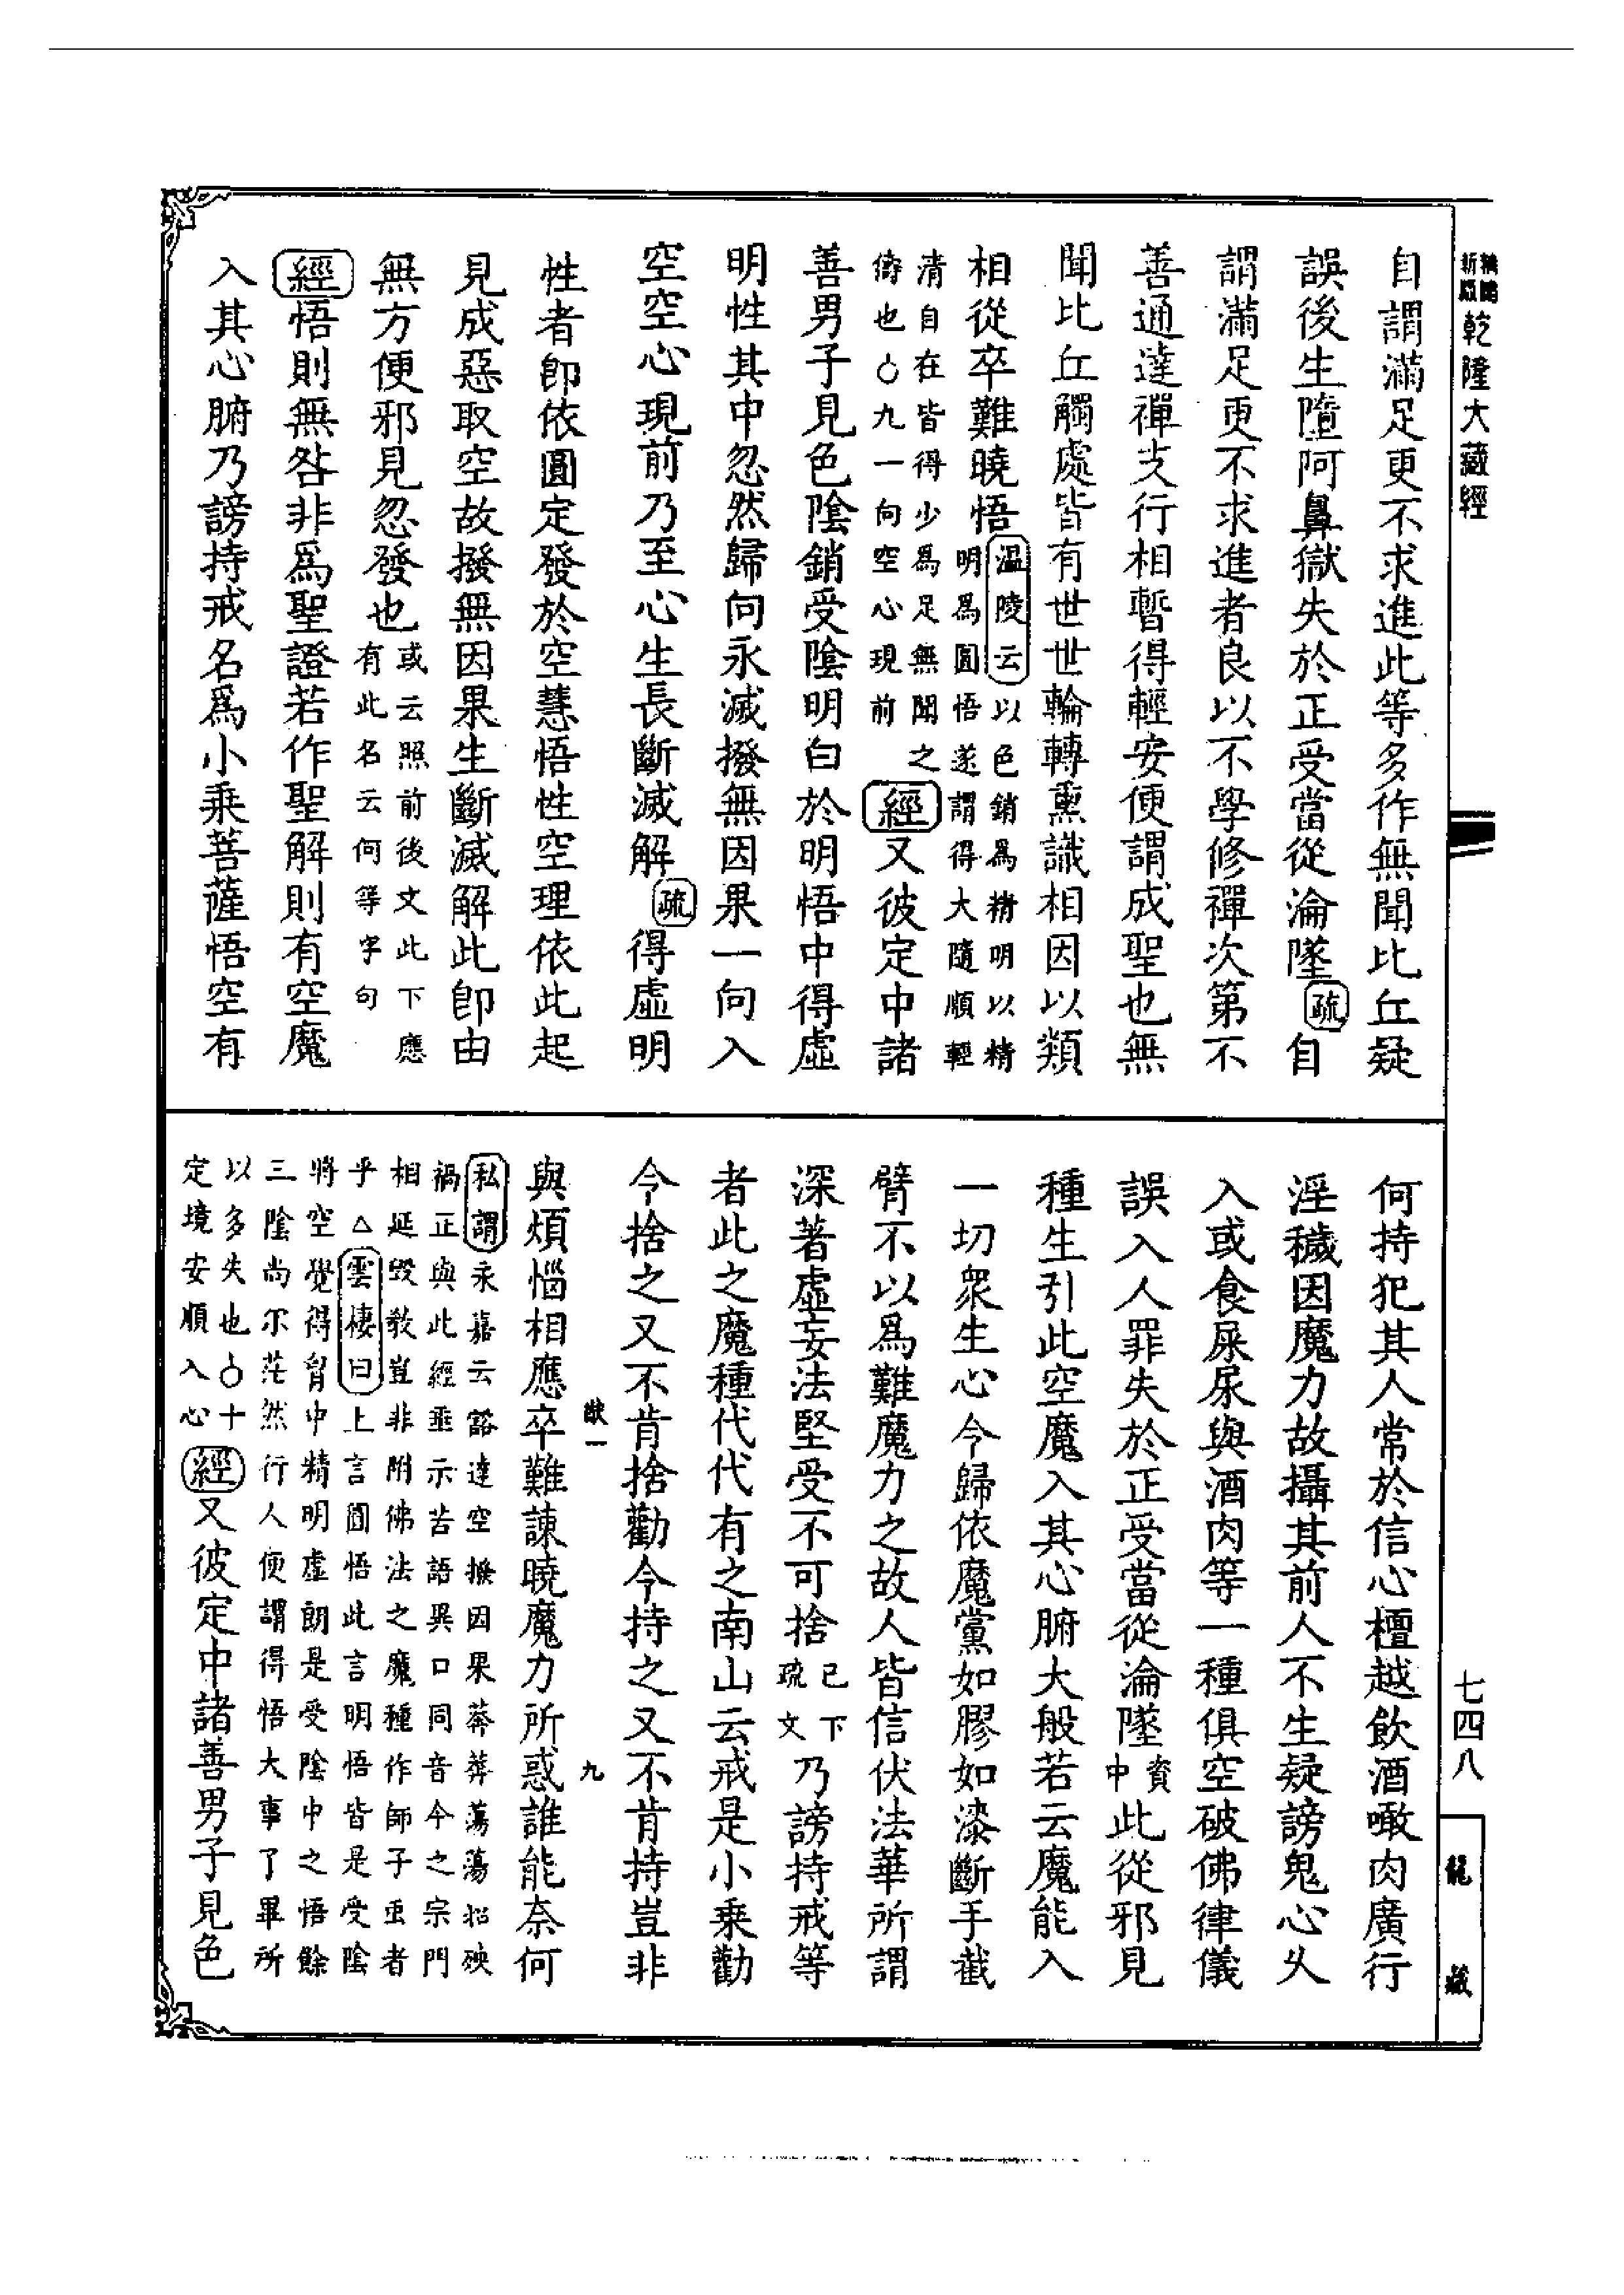 乾隆大藏經
自謂滿足更不求進此等多作無聞比丘疑
誤後生墮阿鼻獄失於正受當從淪墜疏自
謂滿足更不求進者良以不學修禪次第不
善通達禪支行相暫得輕安便謂成聖也無
聞比丘觸處皆有世世輪轉熏識相因以類
相從卒難曉悟溫陵云以色銷爲精明以精
明爲圓悟遂謂得大隨順輕
清自在皆得少爲足無聞之
儔也○九一向空心現前
經又彼定中諸
善男子見色陰銷受陰明白於明悟中得虛
明性其中忽然歸向永滅撥無因果一向入
空空心現前乃至心生長斷滅解疏得虛明
性者卽依圓定發於空慧悟性空理依此起
見成惡取空故撥無因果生斷滅解此卽由
無方便邪見忽發也或云照前後文此下應
有此名云何等字句
經悟則無咎非爲聖證若作聖解則有空魔
入其心腑乃謗持戒名爲小乘菩薩悟空有
何持犯其人常於信心檀越飲酒噉肉廣行
淫穢因魔力故攝其前人不生疑謗鬼心乆
入或食屎尿與酒肉等一種俱空破佛律儀
誤入人罪失於正受當從淪墜資
中此從邪見
種生引此空魔入其心腑大般若云魔能入
一切衆生心今歸依魔黨如膠如漆斷手截
臂不以爲難魔力之故人皆信伏法華所謂
深著虛妄法堅受不可捨已下
疏文乃謗持戒等
者此之魔種代代有之南山云戒是小乘勸
今捨之又不肯捨勸今持之又不肯持豈非
與煩惱相應卒難諫曉魔力所惑誰能奈何
私謂永嘉云豁達空撥因果莽莽蕩蕩招殃
禍正與此經垂示苦語異口同音今之宗門
相延毀教豈非附佛法之魔種作師子蟲者
乎△雲棲曰上言圓悟此言明悟皆是受陰
將空覺得胷中精明虛朗是受陰中之悟餘
三陰尚尔茫然行人便謂得悟大事了畢所
以多失也○十
定境安順入心
經又彼定中諸善男子見色
七四八
龍藏